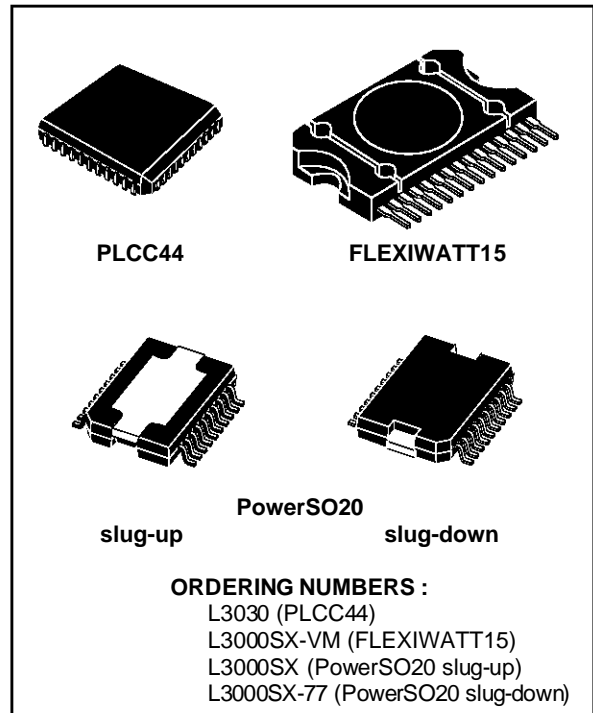 PLCC44
FLEXIWATT15
PowerSO20
slug-up
slug-down
ORDERING NUMBERS :
L3030 (PLCC44)
L3000SX-VM (FLEXIWATT15)
L3000SX (PowerSO20 slug-up)
L3000SX-77 (PowerSO20 slug-down)